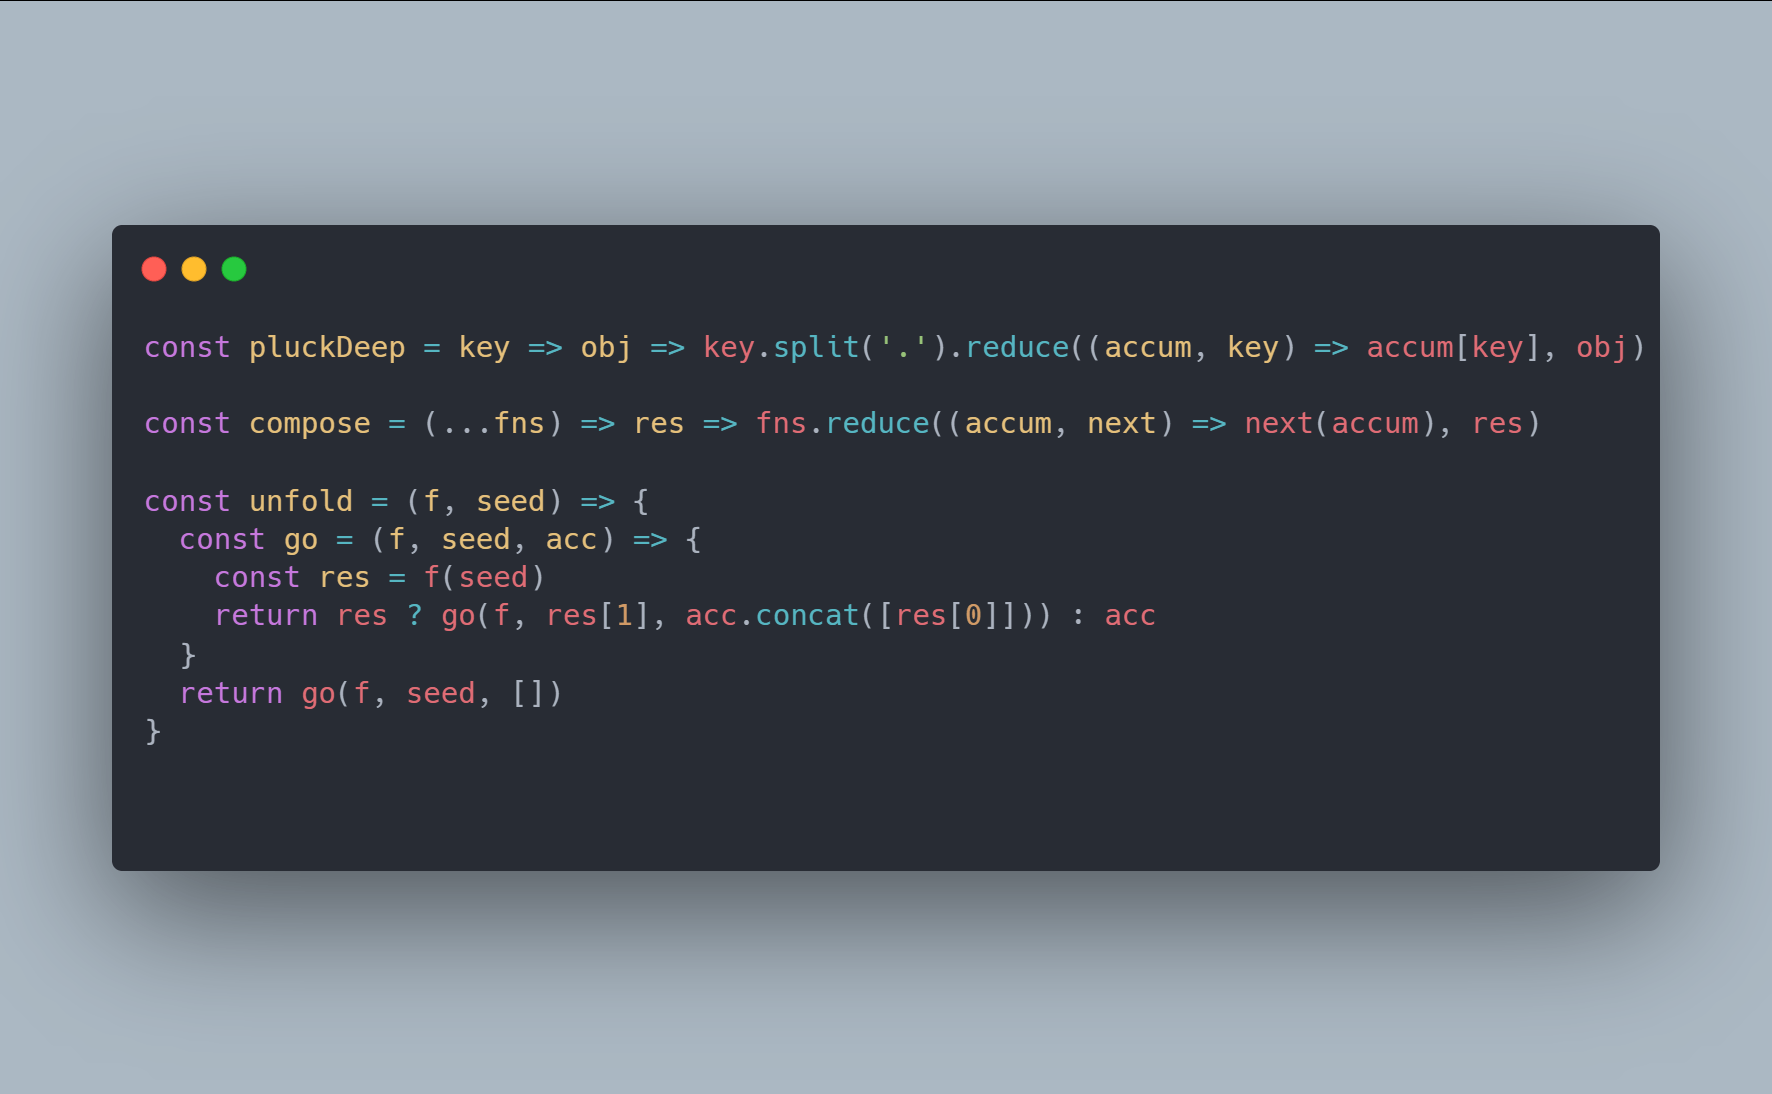 const pluckDeep = key => obj => key.split('.').reduce((accum, key) => accum[key], obj)
const compose = (...fns) => res => fns.reduce((accum, next) => next(accum), res)
const unfold = (f, seed) => {
  const go = (f, seed, acc) => {
    const res = f(seed)
    return res ? go(f, res[1], acc.concat([res[0]])) : acc
  }
  return go(f, seed, [])
}